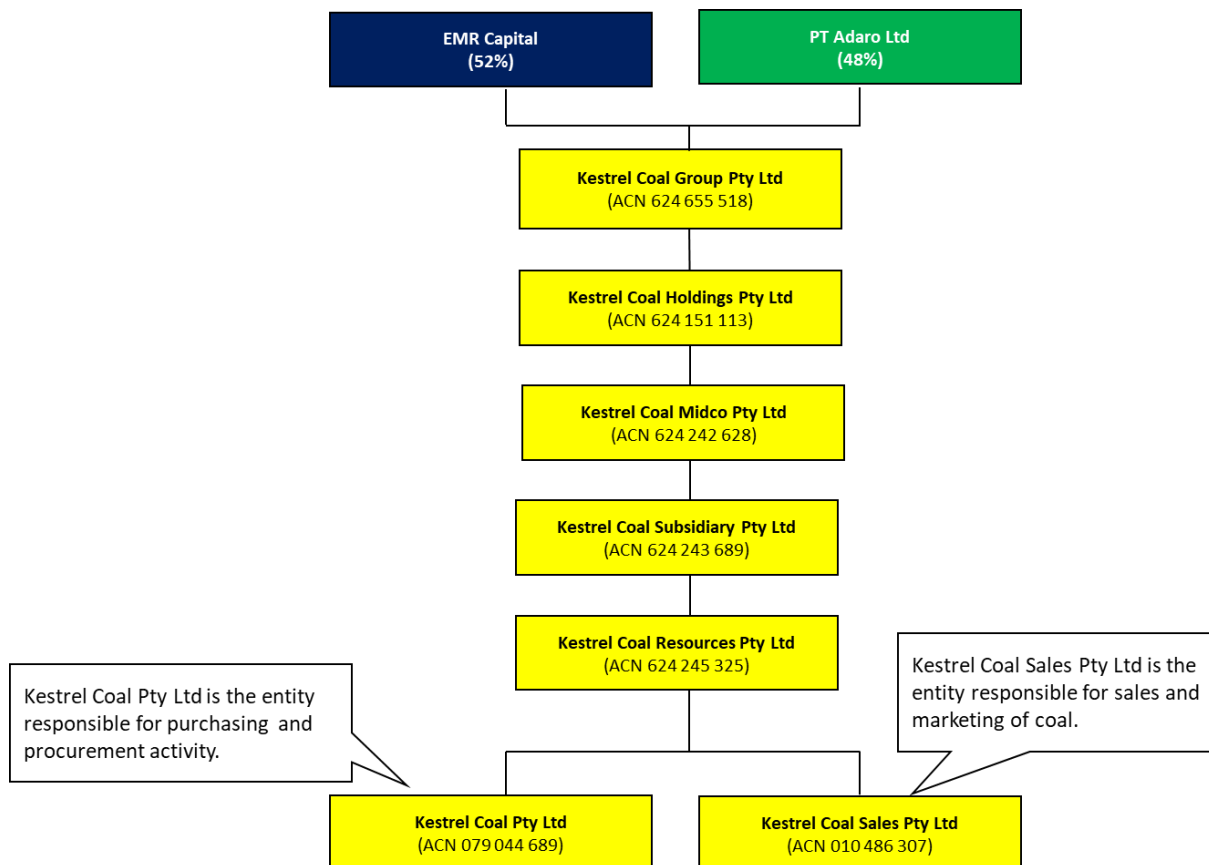 EMR Capital
(52%)
PT Adaro Ltd
(48%)
Kestrel Coal Group Pty Ltd
(ACN 624 655 518)
Kestrel Coal Holdings Pty Ltd
(ACN 624 151 113)
Kestrel Coal Midco Pty Ltd
(ACN 624 242 628)
Kestrel Coal Subsidiary Pty Ltd
(ACN 624 243 689)
Kestrel Coal Resources Pty Ltd
(ACN 624 245 325)
Kestrel Coal Pty Ltd is the entity
responsible for purchasing and
procurement activity.
Kestrel Coal Sales Pty Ltd is the
entity responsible for sales and
marketing of coal.
Kestrel Coal Pty Ltd
(ACN 079 044 689)
Kestrel Coal Sales Pty Ltd
(ACN 010 486 307)